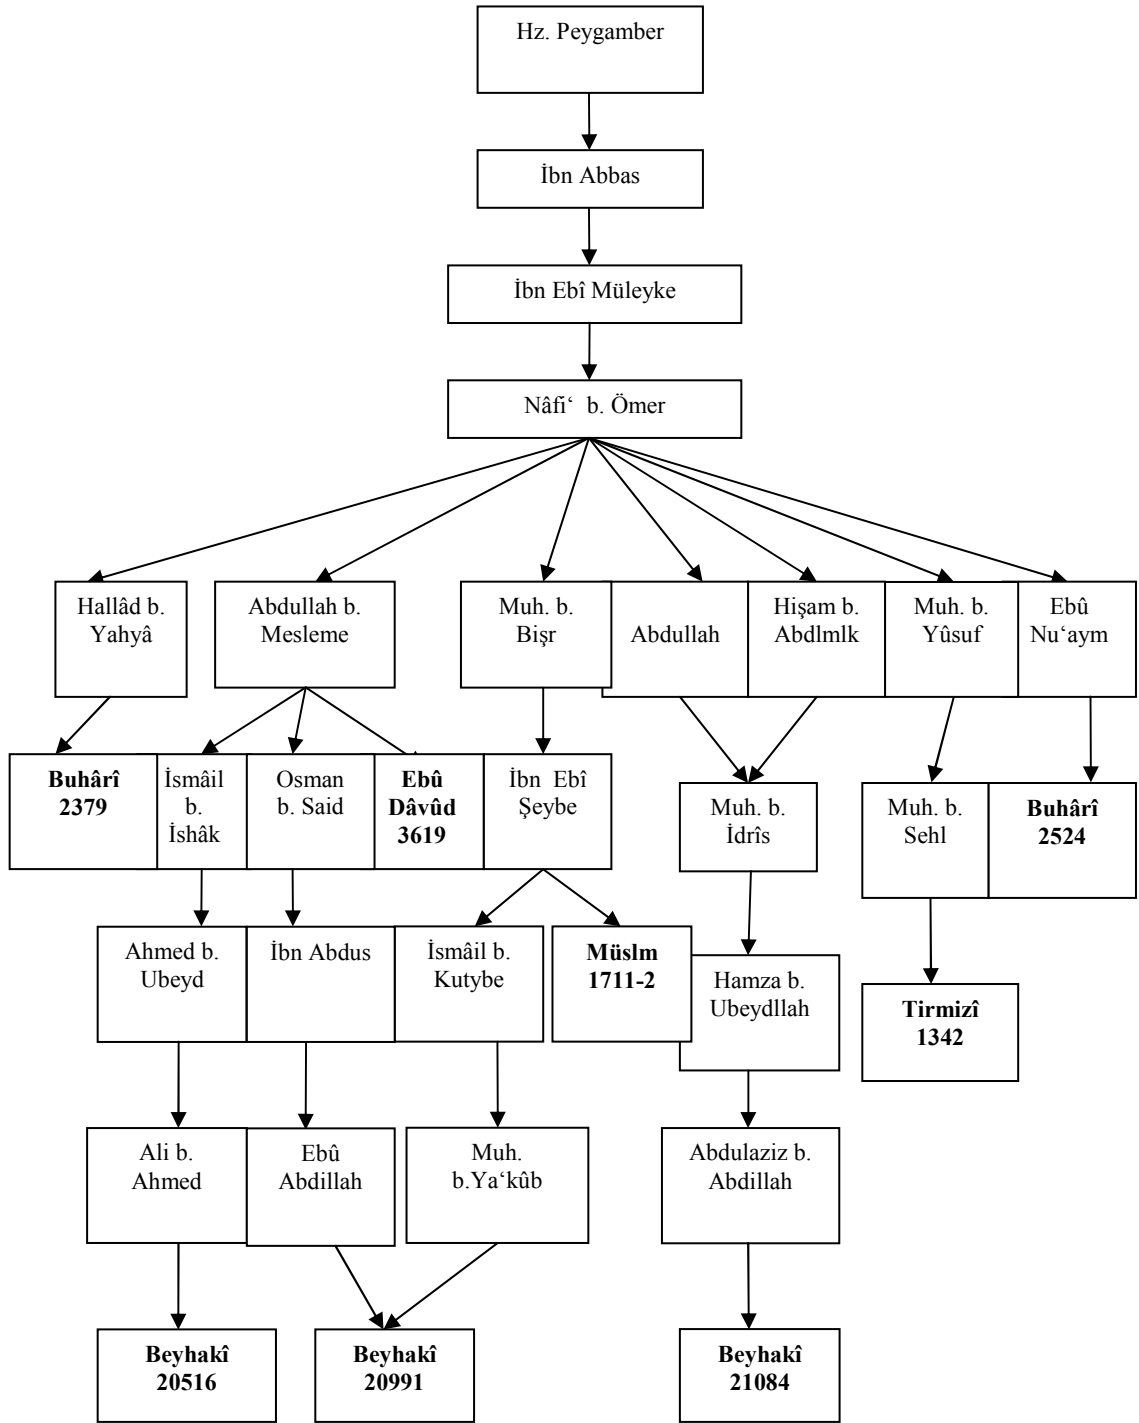 Hz. Peygamber
İbn Abbas
İbn Ebî Müleyke
Nâfi‘ b. Ömer
Hallâd b.
Yahyâ
Abdullah b.
Mesleme
Muh. b.
Bişr
Abdullah
Hişam b.
Abdlmlk
Muh. b.
Yûsuf
Ebû
Nu‘aym
Buhârî
2379
İsmâil
b.
İshâk
Osman
b. Said
Ebû
Dâvûd
3619
İbn Ebî
Şeybe
Muh. b.
İdrîs
Muh. b.
Sehl
Buhârî
2524
Ahmed b.
Ubeyd
İbn Abdus
İsmâil b.
Kutybe
Müslm
1711-2
Hamza b.
Ubeydllah
Tirmizî
1342
Ali b.
Ahmed
Ebû
Abdillah
Muh.
b.Ya‘kûb
Abdulaziz b.
Abdillah
Beyhakî
20516
Beyhakî
20991
Beyhakî
21084